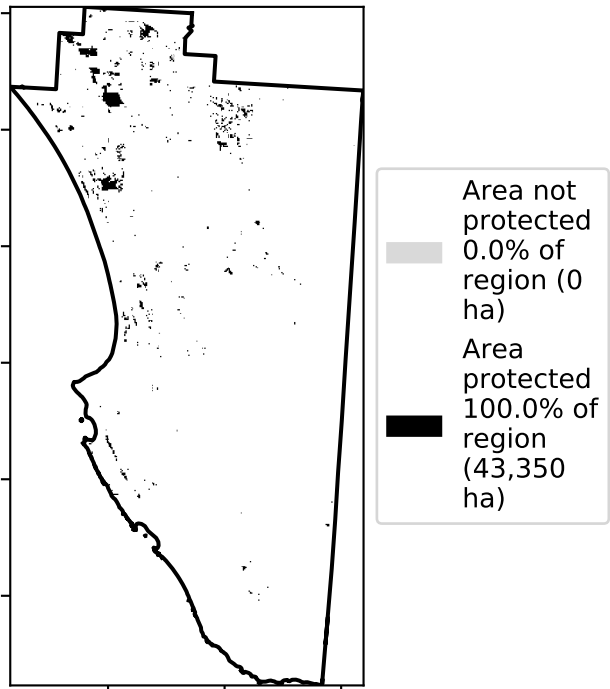 Area not
protected
0.0% of
region (0
ha)
Area
protected
100.0% of
region
(43,350
ha)